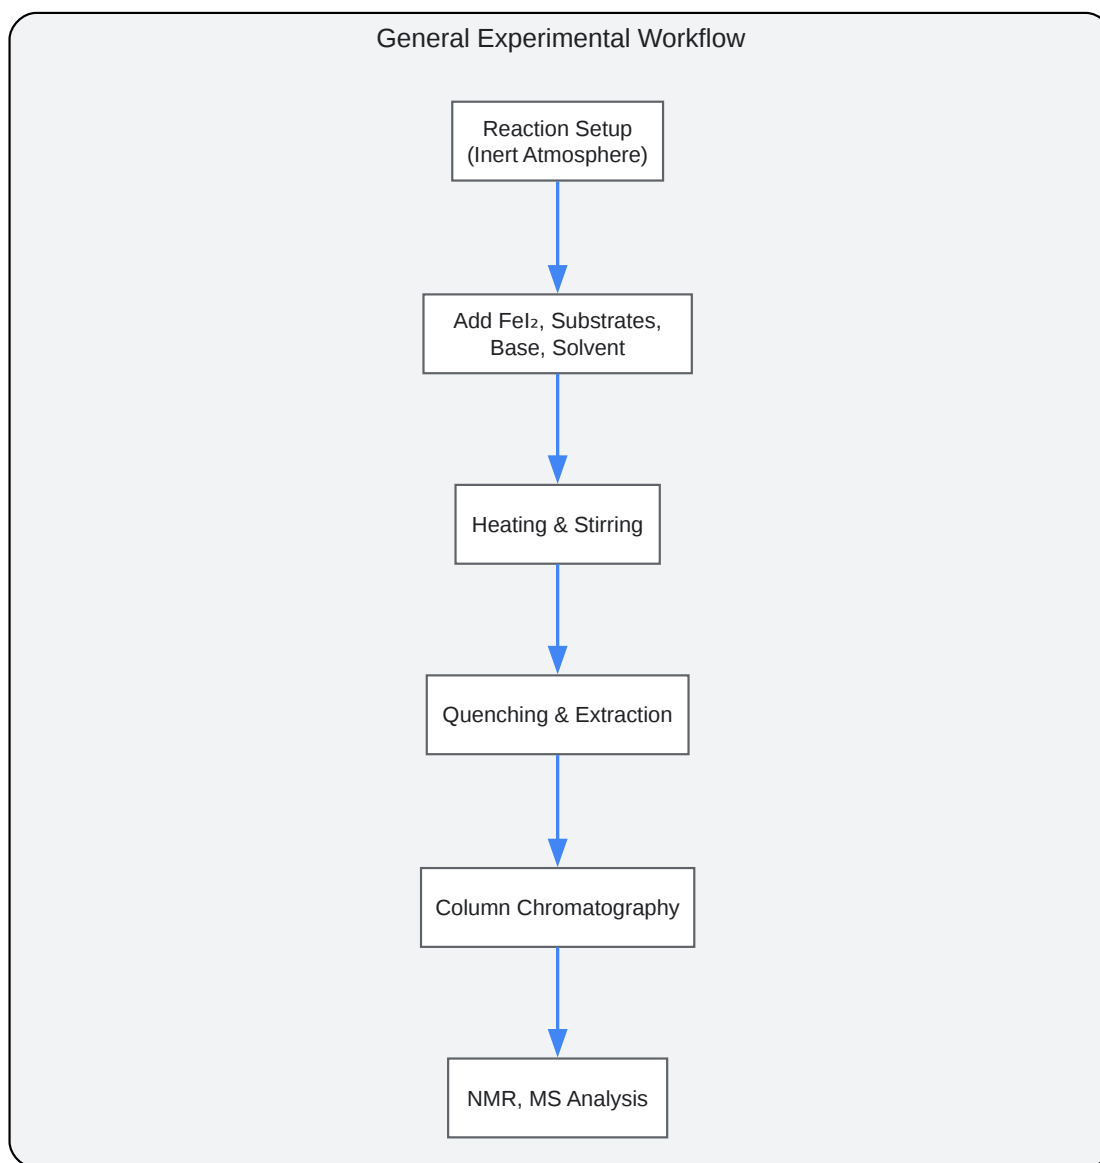 General Experimental Workflow
Reaction Setup
(Inert Atmosphere)
Add FeI₂, Substrates,
Base, Solvent
Heating & Stirring
Quenching & Extraction
Column Chromatography
NMR, MS Analysis